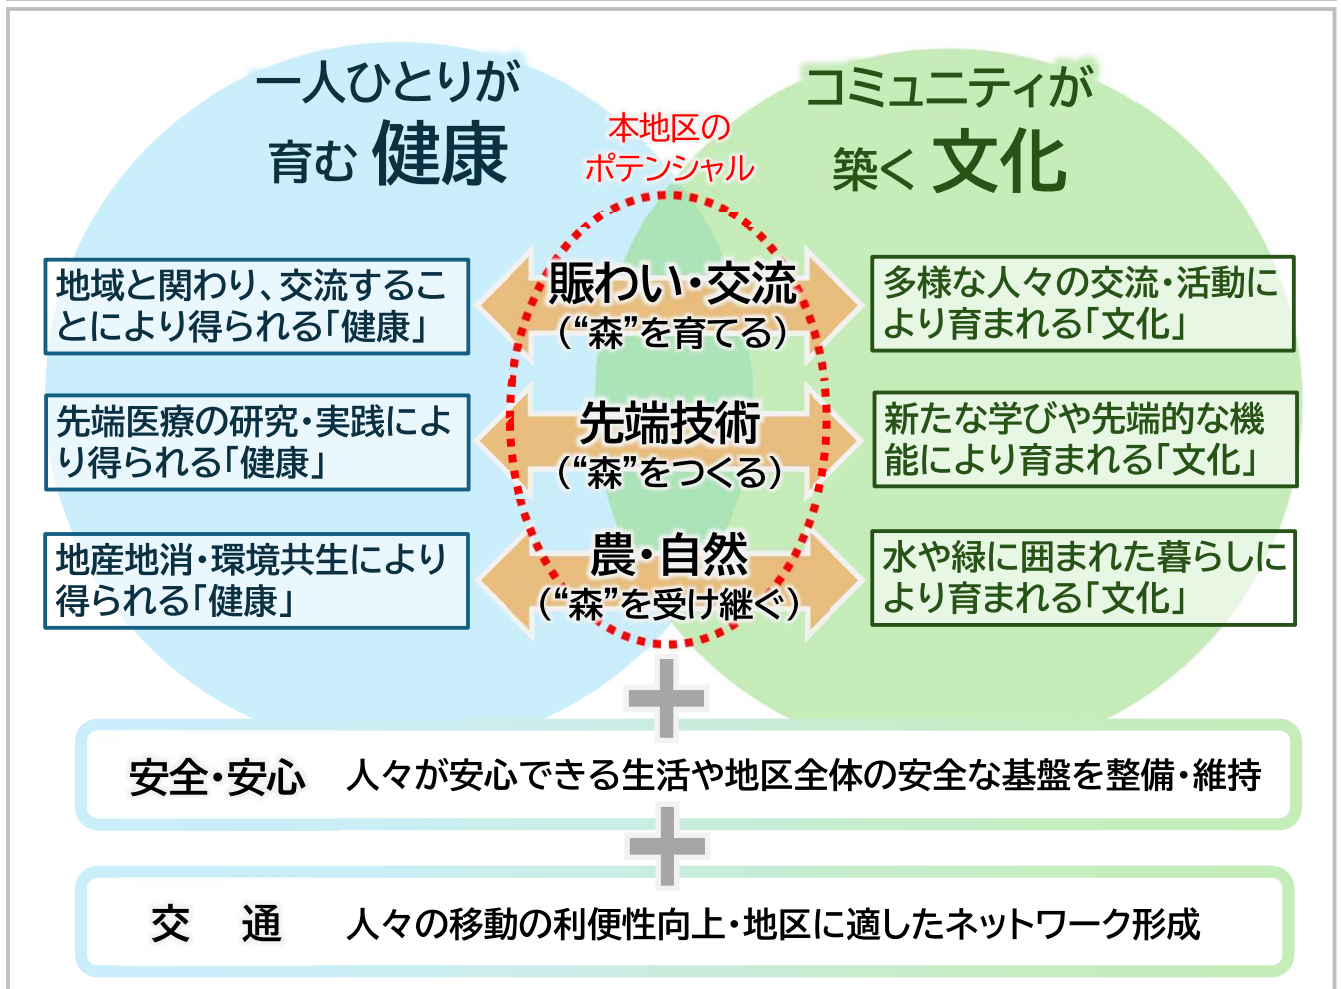 一人ひとりが
育む 健康
コミュニティが
築く 文化
本地区の
ポテンシャル
地域と関わり、交流するこ
とにより得られる「健康」
賑わい・交流
（“森”を育てる）
多様な人々の交流・活動に
より育まれる「文化」
先端医療の研究・実践によ
り得られる「健康」
先端技術
（“森”をつくる）
新たな学びや先端的な機
能により育まれる「文化」
地産地消・環境共生により
得られる「健康」
農・自然
（“森”を受け継ぐ）
水や緑に囲まれた暮らしに
より育まれる「文化」
安全・安心 人々が安心できる生活や地区全体の安全な基盤を整備・維持
交 通 人々の移動の利便性向上・地区に適したネットワーク形成